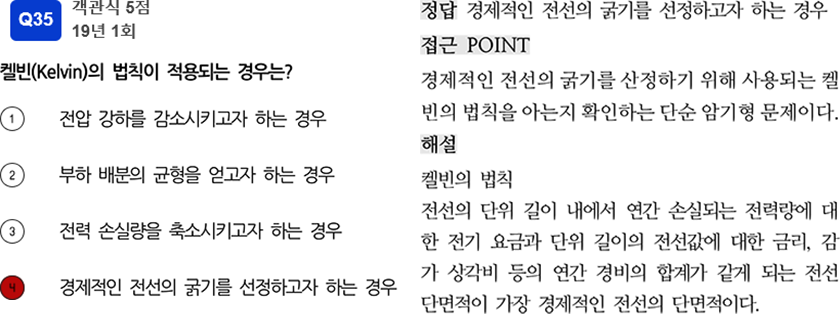 Q35
객관식 5점
19년 1회
켈빈(Kelvin)의 법칙이 적용되는 경우는?
1 전압 강하를 감소시키고자 하는 경우
2 부하 배분의 균형을 얻고자 하는 경우
3 전력 손실량을 축소시키고자 하는 경우
4 경제적인 전선의 굵기를 선정하고자 하는 경우
정답 경제적인 전선의 굵기를 선정하고자 하는 경우
접근 POINT
경제적인 전선의 굵기를 산정하기 위해 사용되는 켈
빈의 법칙을 아는지 확인하는 단순 암기형 문제이다.
해설
켈빈의 법칙
전선의 단위 길이 내에서 연간 손실되는 전력량에 대
한 전기 요금과 단위 길이의 전선값에 대한 금리, 감
가 상각비 등의 연간 경비의 합계가 같게 되는 전선
단면적이 가장 경제적인 전선의 단면적이다.